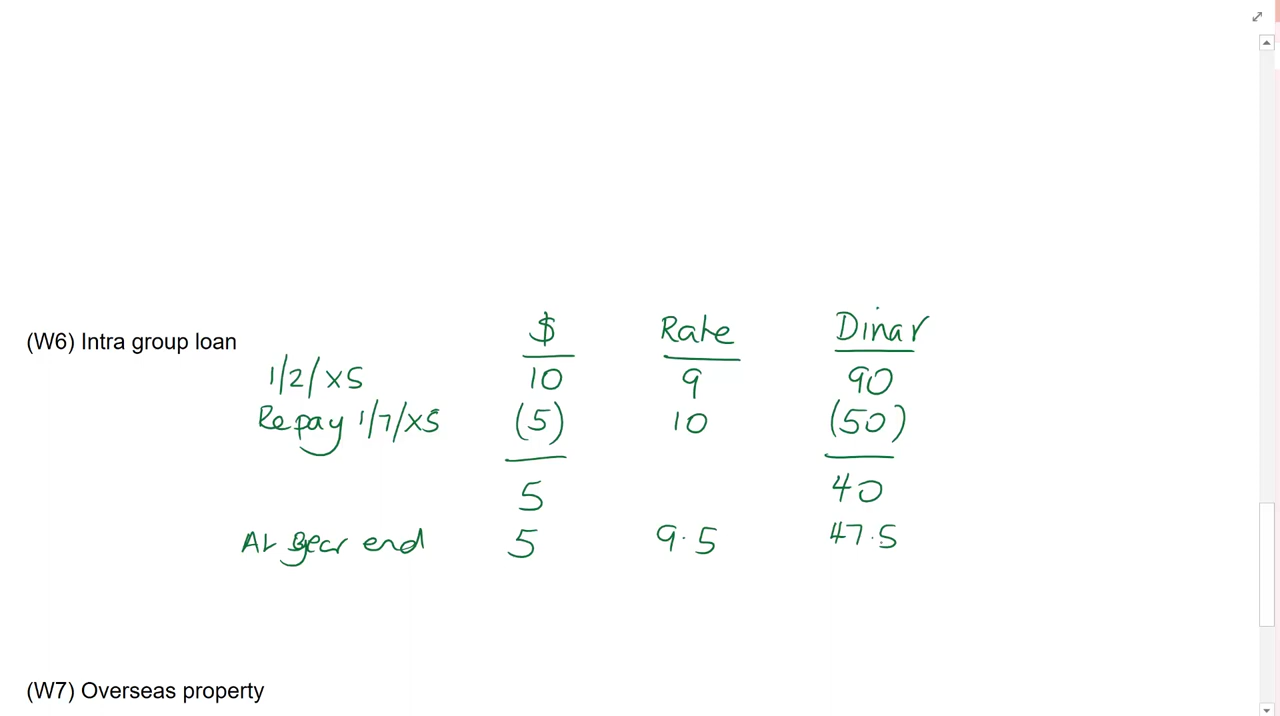 $ Rate Dinar
(W6) Intra group loan
1/2/X5 10 9 90
Repay 1/7/X5 (5) 10 (50)
5 40
At year end 5 9.5 47.5
(W7) Overseas property